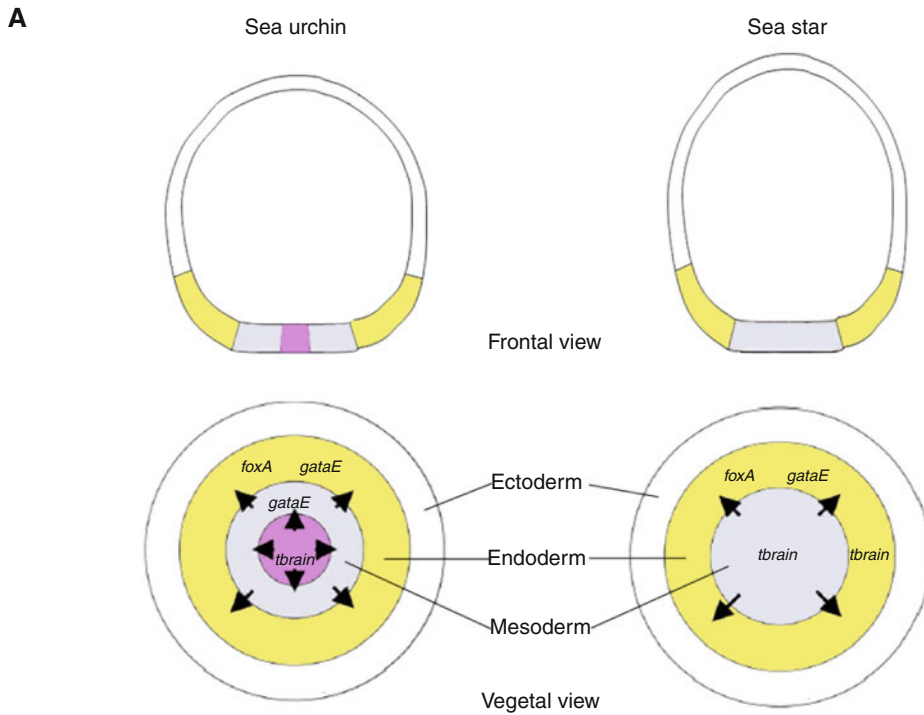 A
Sea urchin
Sea star
Frontal view
foxA gataE
gataE
tbrain
Ectoderm
Endoderm
Mesoderm
foxA gataE
tbrain
tbrain
Vegetal view